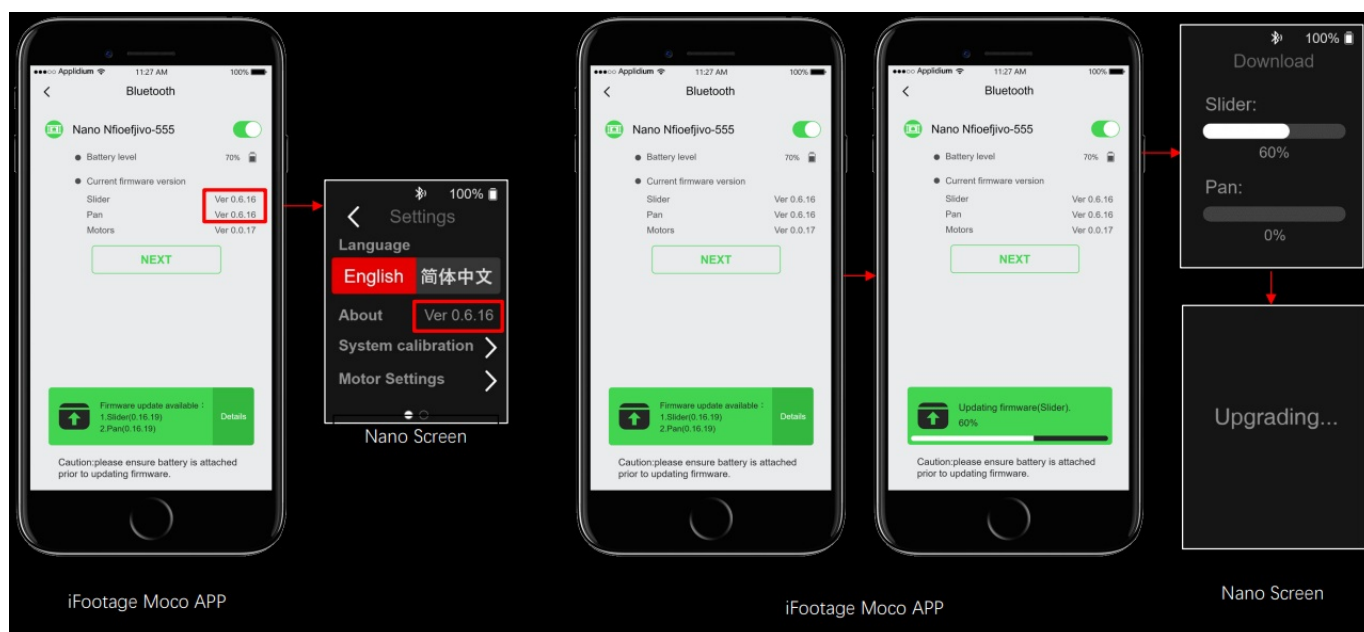 Applidium 11:27 AM 100%
Bluetooth
Nano Nfioefjivo-555
Battery level 70%
Current firmware version
Slider Ver 0.6.16
Pan Ver 0.6.16
Motors Ver 0.0.17
NEXT
Firmware update available :
1.Slider(0.16.19)
2.Pan(0.16.19)
Details
Caution:please ensure battery is attached
prior to updating firmware.
iFootage Moco APP
100%
Settings
Language
English 简体中文
About Ver 0.6.16
System calibration
Motor Settings
Nano Screen
Applidium 11:27 AM 100%
Bluetooth
Nano Nfioefjivo-555
Battery level 70%
Current firmware version
Slider Ver 0.6.16
Pan Ver 0.6.16
Motors Ver 0.0.17
NEXT
Firmware update available :
1.Slider(0.16.19)
2.Pan(0.16.19)
Details
Caution:please ensure battery is attached
prior to updating firmware.
Applidium 11:27 AM 100%
Bluetooth
Nano Nfioefjivo-555
Battery level 70%
Current firmware version
Slider Ver 0.6.16
Pan Ver 0.6.16
Motors Ver 0.0.17
NEXT
Updating firmware(Slider).
60%
Caution:please ensure battery is attached
prior to updating firmware.
iFootage Moco APP
100%
Download
Slider:
60%
Pan:
0%
Upgrading...
Nano Screen